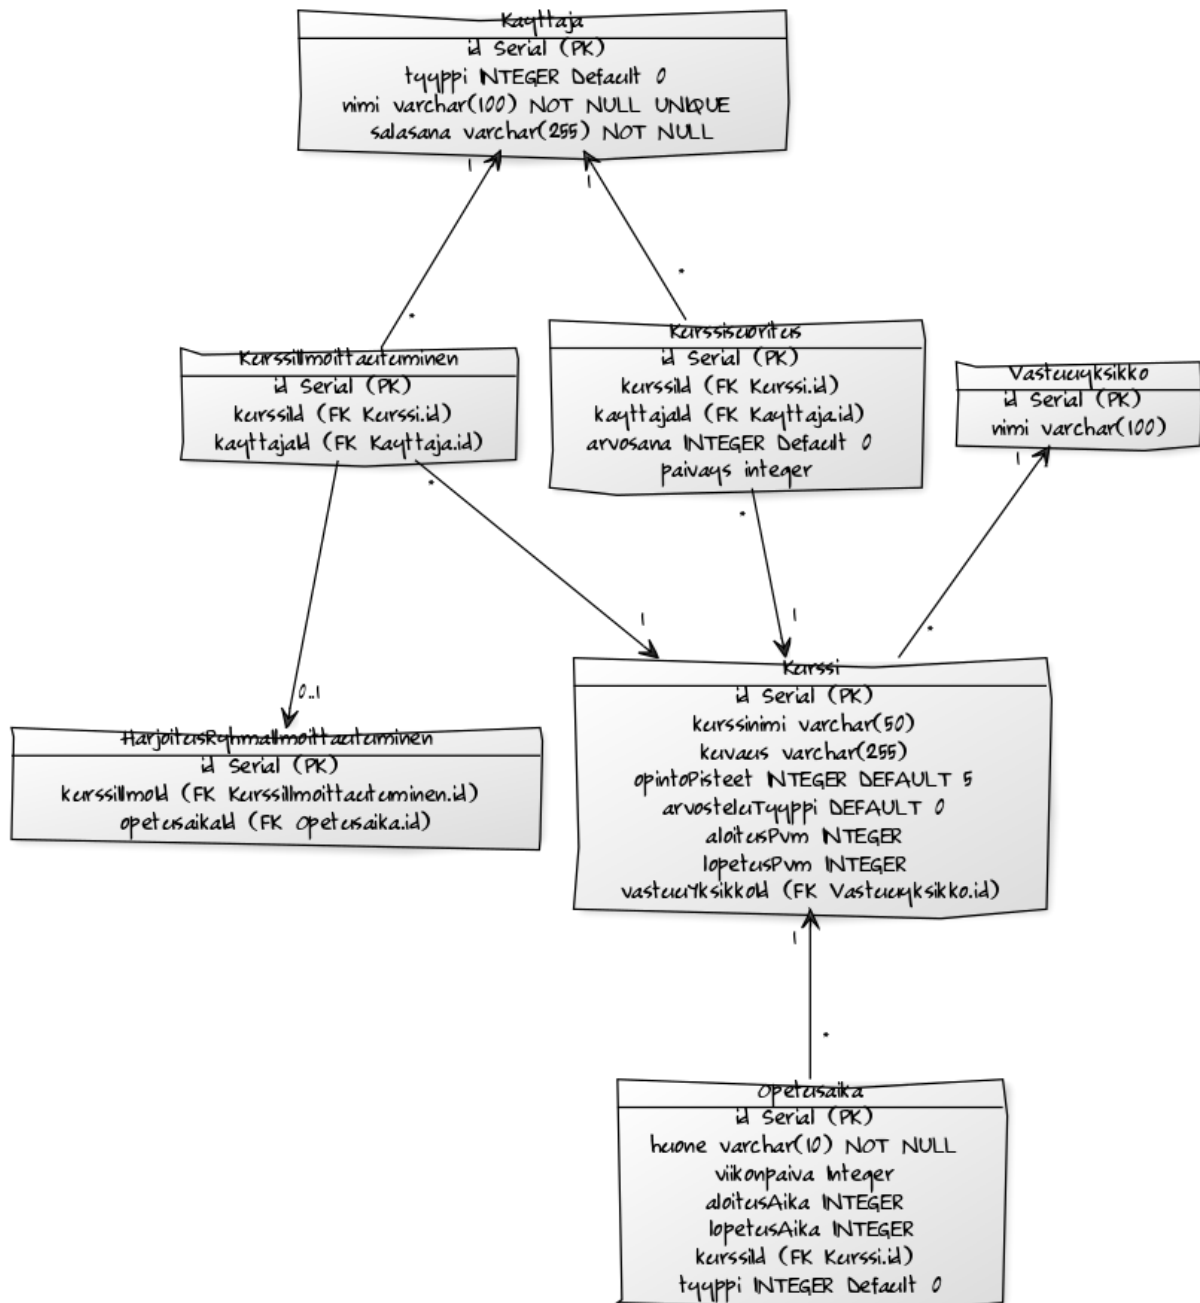 Kayttaja
id Serial (PK)
tyyppi INTEGER Default 0
nimi varchar(100) NOT NULL UNIQUE
salasana varchar(255) NOT NULL
1
1
*
*
KurssiIlmoittautuminen
id Serial (PK)
kurssiId (FK Kurssi.id)
kayttajaId (FK Kayttaja.id)
Kurssisuoritus
id Serial (PK)
kurssiId (FK Kurssi.id)
kayttajaId (FK Kayttaja.id)
arvosana INTEGER Default 0
paivays integer
Vastuuyksikko
id Serial (PK)
nimi varchar(100)
1
*
*
1
1
*
0..1
HarjoitusRyhmaIlmoittautuminen
id Serial (PK)
kurssiIlmoId (FK KurssiIlmoittautuminen.id)
opetusaikaId (FK Opetusaika.id)
Kurssi
id Serial (PK)
kurssinimi varchar(50)
kuvaus varchar(255)
opintoPisteet INTEGER DEFAULT 5
arvosteluTyyppi DEFAULT 0
aloitusPvm INTEGER
lopetusPvm INTEGER
vastuuYksikkoId (FK Vastuuyksikko.id)
1
*
Opetusaika
id Serial (PK)
huone varchar(10) NOT NULL
viikonpaiva Integer
aloitusAika INTEGER
lopetusAika INTEGER
kurssiId (FK Kurssi.id)
tyyppi INTEGER Default 0